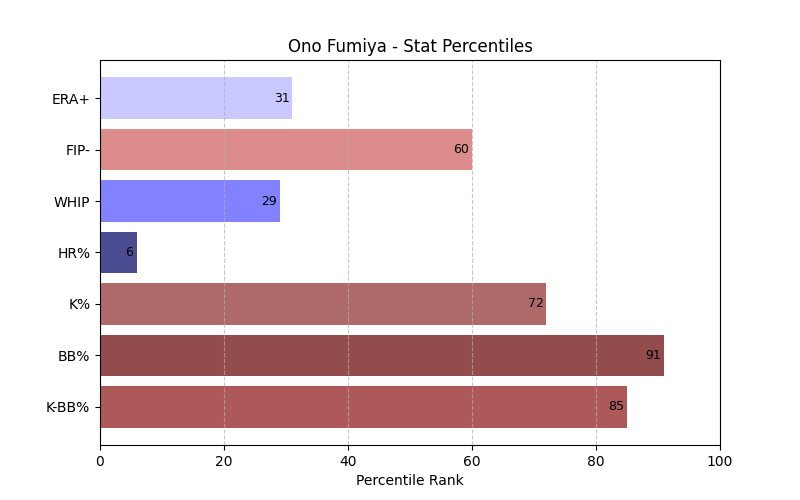 Ono Fumiya - Stat Percentiles
ERA+ 31
FIP- 60
WHIP 29
HR% 6
K% 72
BB% 91
K-BB% 85
0 20 40 60 80 100
Percentile Rank